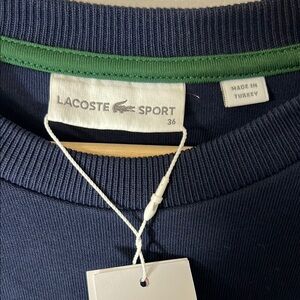 LACOSTE SPORT
36
MADE IN
TURKEY